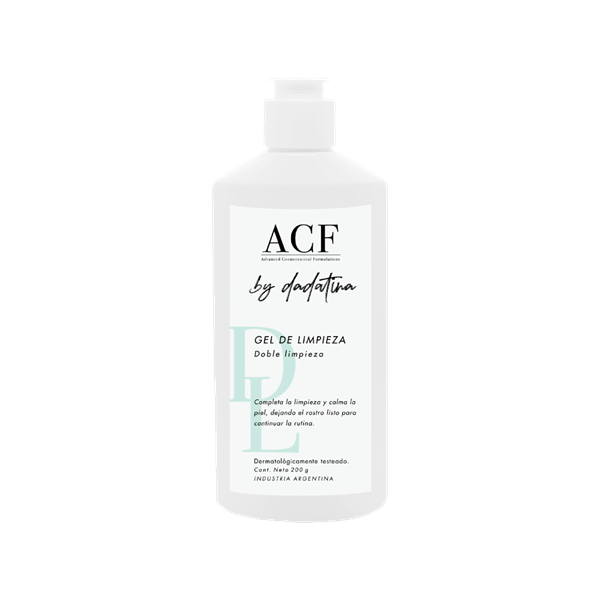 ACF
Advanced Cosmeceutical Formulations
by dadatina
DL
GEL DE LIMPIEZA
Doble limpieza
Completa la limpieza y calma la
piel, dejando el rostro listo para
continuar la rutina.
Dermatológicamente testeado.
Cont. Neto 200 g
INDUSTRIA ARGENTINA